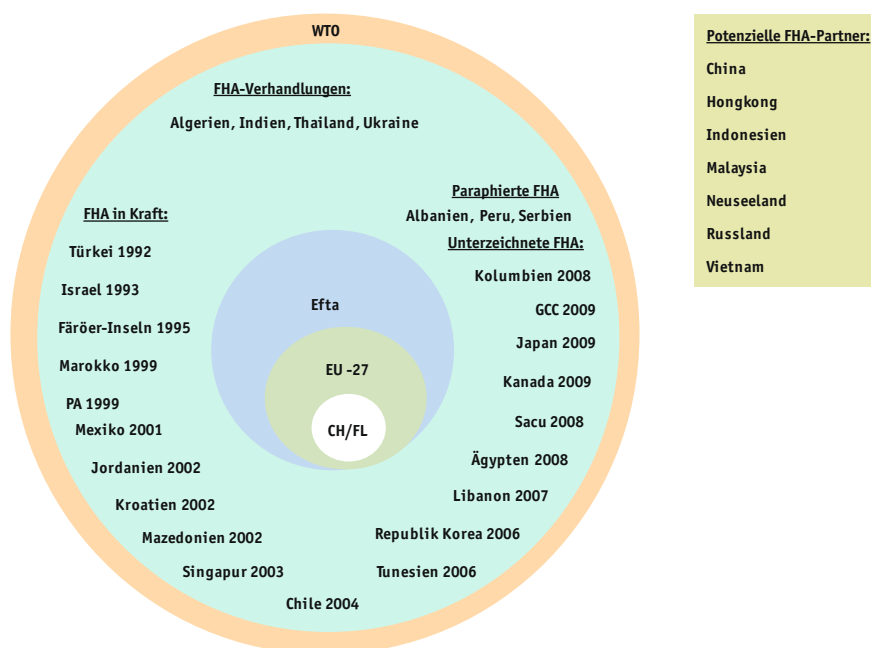 WTO
FHA-Verhandlungen:
Algerien, Indien, Thailand, Ukraine
FHA in Kraft:
Türkei 1992
Israel 1993
Färöer-Inseln 1995
Marokko 1999
PA 1999
Mexiko 2001
Jordanien 2002
Kroatien 2002
Mazedonien 2002
Singapur 2003
Chile 2004
Paraphierte FHA
Albanien, Peru, Serbien
Unterzeichnete FHA:
Kolumbien 2008
GCC 2009
Japan 2009
Kanada 2009
Sacu 2008
Ägypten 2008
Libanon 2007
Republik Korea 2006
Tunesien 2006
Efta
EU -27
CH/FL
Potenzielle FHA-Partner:
China
Hongkong
Indonesien
Malaysia
Neuseeland
Russland
Vietnam